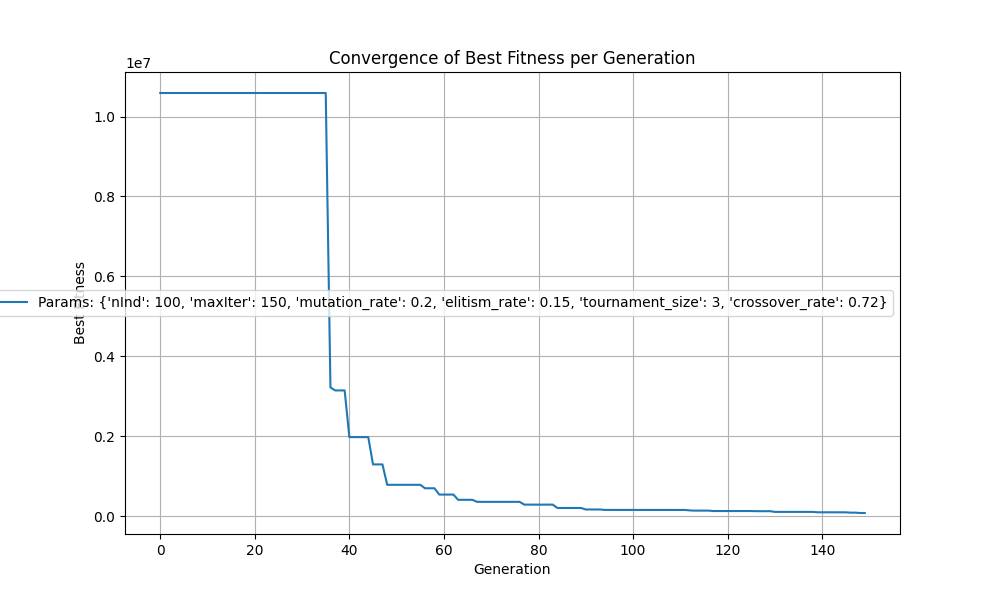 Convergence of Best Fitness per Generation
1e7
1.0
0.8
0.6
0.4
0.2
0.0
Best Fitness
Params: {'nInd': 100, 'maxIter': 150, 'mutation_rate': 0.2, 'elitism_rate': 0.15, 'tournament_size': 3, 'crossover_rate': 0.72}
0 20 40 60 80 100 120 140
Generation